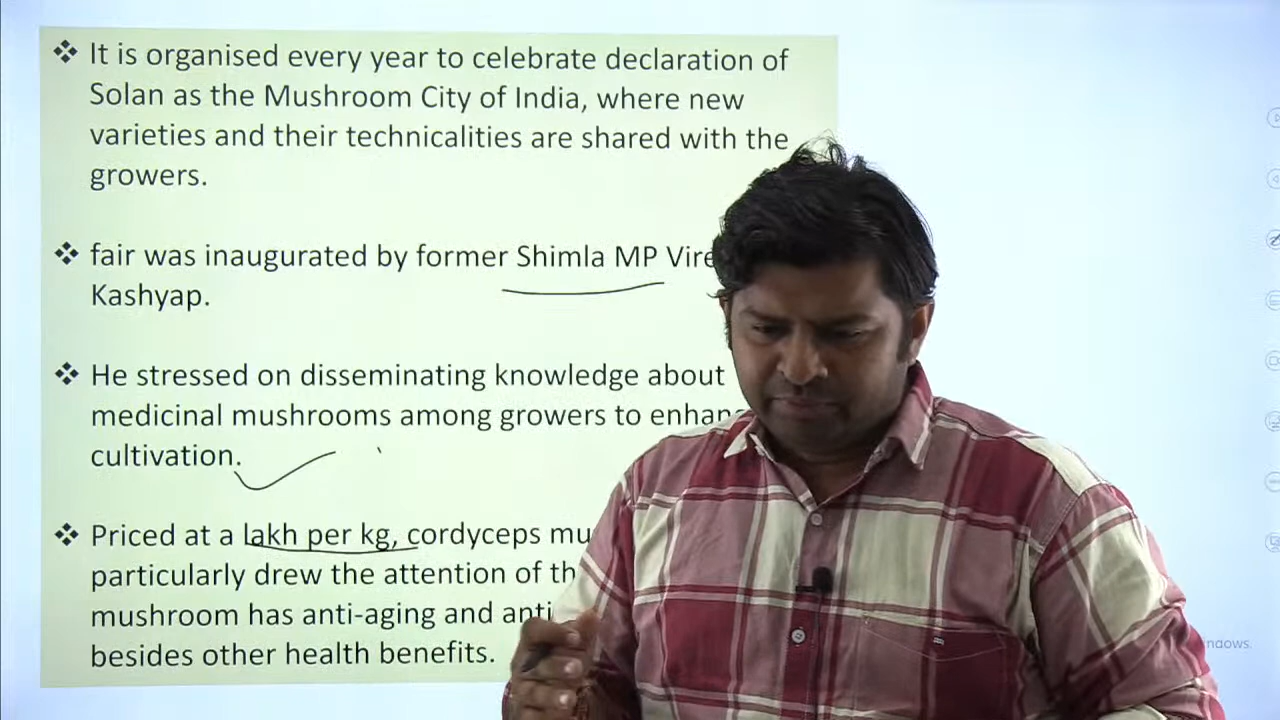 ❖ It is organised every year to celebrate declaration of
Solan as the Mushroom City of India, where new
varieties and their technicalities are shared with the
growers.
❖ fair was inaugurated by former Shimla MP
Kashyap.
❖ He stressed on disseminating knowledge about
medicinal mushrooms among growers to
cultivation.
❖ Priced at a lakh per kg, cordyceps
particularly drew the attention of
mushroom has anti-aging and
besides other health benefits.